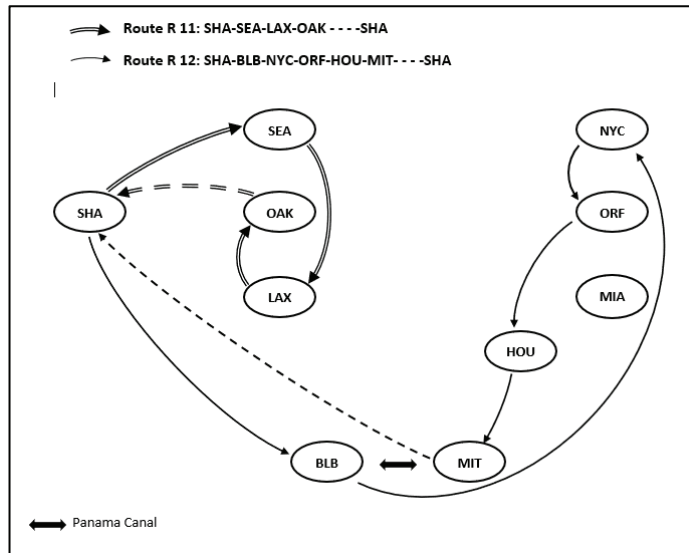 Route R 11: SHA-SEA-LAX-OAK - - - -SHA
Route R 12: SHA-BLB-NYC-ORF-HOU-MIT- - - -SHA
SEA
NYC
SHA
OAK
ORF
LAX
MIA
HOU
BLB
MIT
Panama Canal